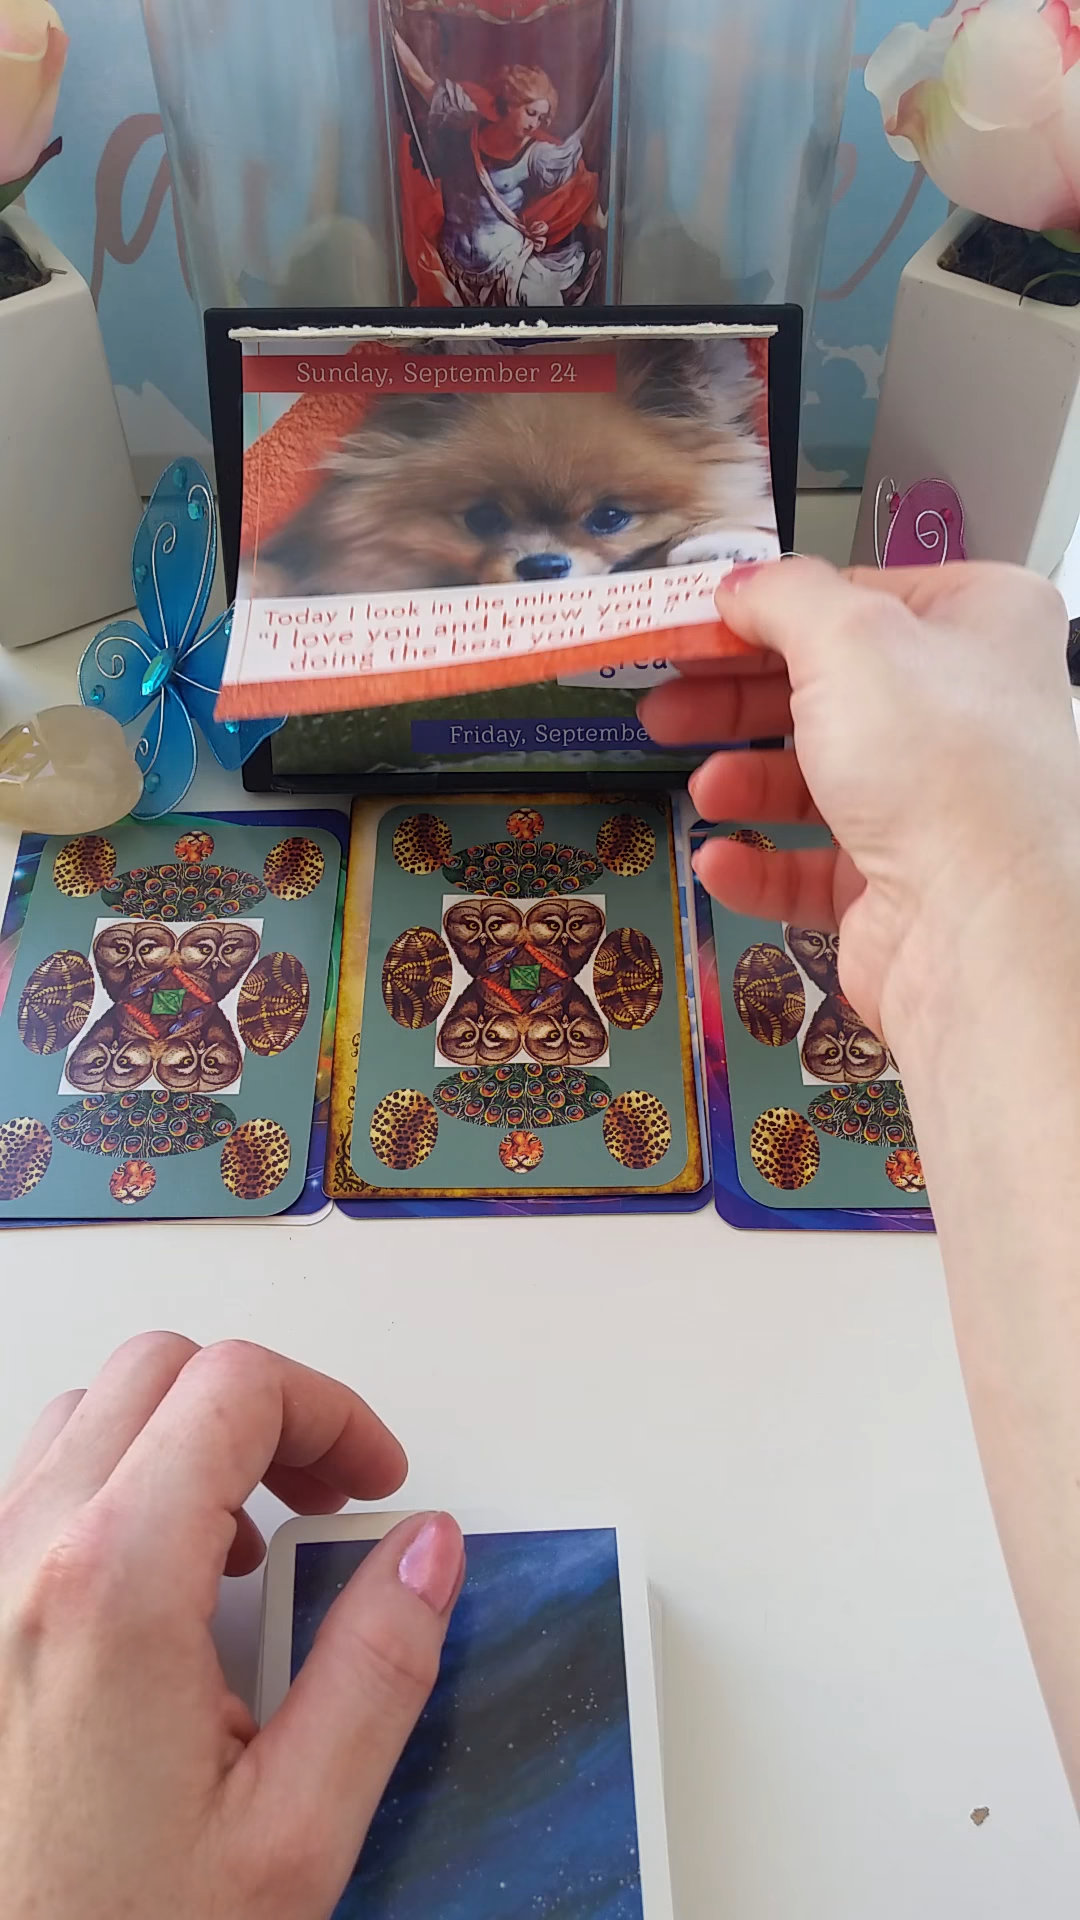 Sunday, September 24
Today I look in the mirror and say,
"I love you and know you are
doing the best you can."
Friday, Septembe